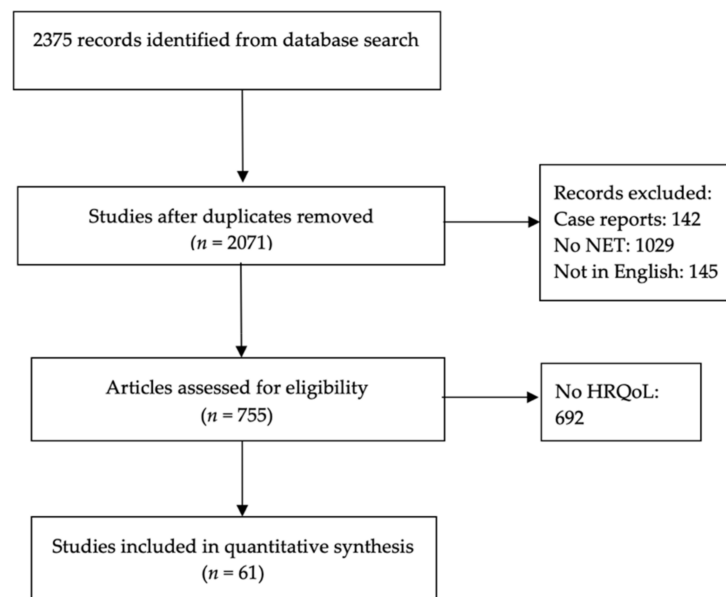 2375 records identified from database search
Studies after duplicates removed
(n = 2071)
Records excluded:
Case reports: 142
No NET: 1029
Not in English: 145
Articles assessed for eligibility
(n = 755)
No HRQoL:
692
Studies included in quantitative synthesis
(n = 61)